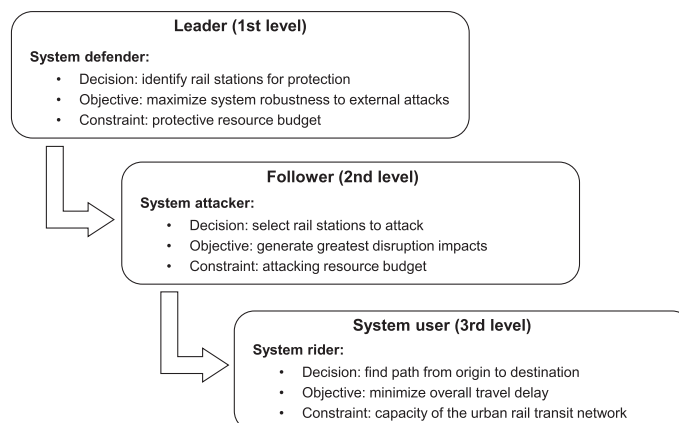 Leader (1st level)
System defender:
• Decision: identify rail stations for protection
• Objective: maximize system robustness to external attacks
• Constraint: protective resource budget
Follower (2nd level)
System attacker:
• Decision: select rail stations to attack
• Objective: generate greatest disruption impacts
• Constraint: attacking resource budget
System user (3rd level)
System rider:
• Decision: find path from origin to destination
• Objective: minimize overall travel delay
• Constraint: capacity of the urban rail transit network